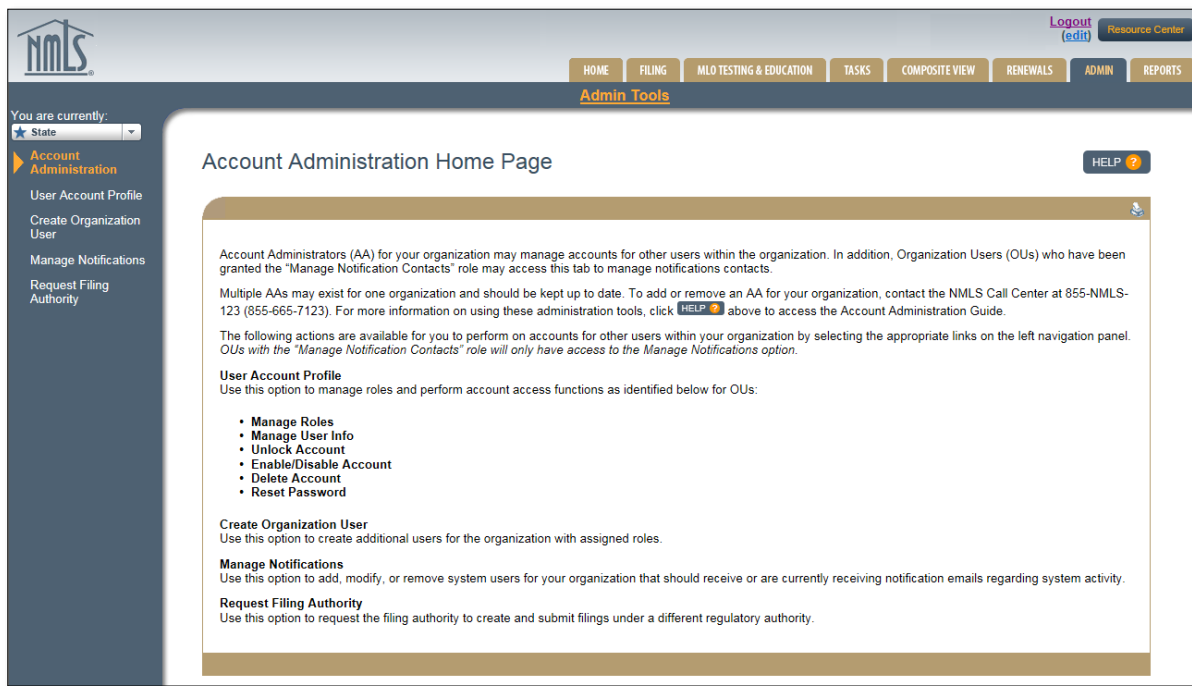 NMLS
Logout
(edit)
Resource Center
HOME FILING MLO TESTING & EDUCATION TASKS COMPOSITE VIEW RENEWALS ADMIN REPORTS
Admin Tools
You are currently:
State
Account
Administration
User Account Profile
Create Organization
User
Manage Notifications
Request Filing
Authority
Account Administration Home Page
HELP ?
Account Administrators (AA) for your organization may manage accounts for other users within the organization. In addition, Organization Users (OUs) who have been
granted the “Manage Notification Contacts” role may access this tab to manage notifications contacts.
Multiple AAs may exist for one organization and should be kept up to date. To add or remove an AA for your organization, contact the NMLS Call Center at 855-NMLS-
123 (855-665-7123). For more information on using these administration tools, click HELP ? above to access the Account Administration Guide.
The following actions are available for you to perform on accounts for other users within your organization by selecting the appropriate links on the left navigation panel.
OUs with the "Manage Notification Contacts" role will only have access to the Manage Notifications option.
User Account Profile
Use this option to manage roles and perform account access functions as identified below for OUs:
• Manage Roles
• Manage User Info
• Unlock Account
• Enable/Disable Account
• Delete Account
• Reset Password
Create Organization User
Use this option to create additional users for the organization with assigned roles.
Manage Notifications
Use this option to add, modify, or remove system users for your organization that should receive or are currently receiving notification emails regarding system activity.
Request Filing Authority
Use this option to request the filing authority to create and submit filings under a different regulatory authority.